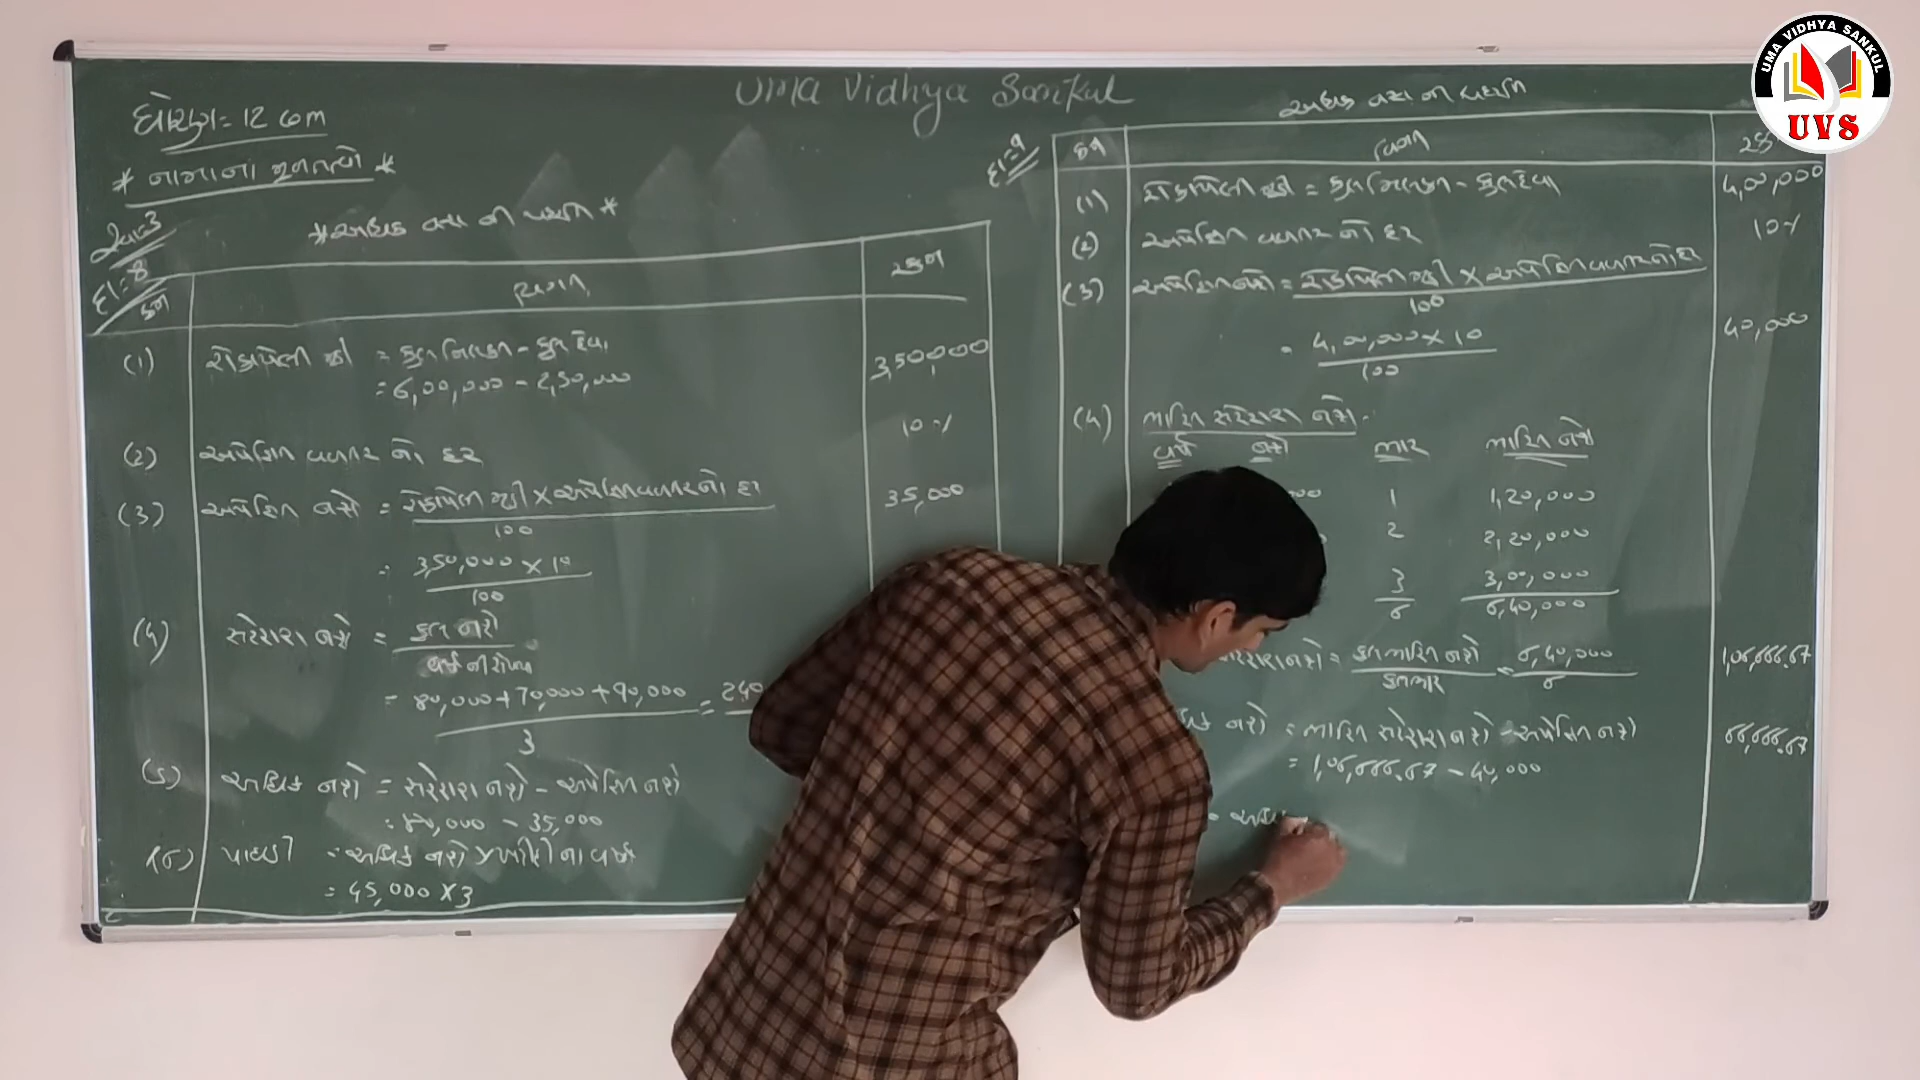 UMA Vidhya Sankul
UMA VIDHYA SANKUL
UVS
ધોરણ = 12 com
* નામાના મૂળતત્વો *
સ્વા-3
* અધિક નફા ની પદ્ધતિ *
દા = 8
ક્રમ વિગત રકમ
(1) રોકાયેલી મૂડી = કુલ મિલકત - કુલ દેવા 3,50,000
= 6,00,000 - 2,50,000
(2) અપેક્ષિત વળતર નો દર 10%
(3) અપેક્ષિત નફો = રોકાયેલ મૂડી × અપેક્ષિત વળતરનો દર 35,000
100
= 3,50,000 × 10
100
(4) સરેરાશ નફો = કુલ નફો
વર્ષ ની સંખ્યા
= 80,000 + 70,000 + 90,000 = 240
3
(5) અધિક નફો = સરેરાશ નફો - અપેક્ષિત નફો
= 80,000 - 35,000
(6) પાઘડી = અધિક નફો × ખરીદી ના વર્ષ
= 45,000 × 3
અધિક નફા ની પદ્ધતિ
દા = 9
ક્રમ વિગત
(1) રોકાયેલી મૂડી = કુલ મિલકત - કુલ દેવા 4,00,000
(2) અપેક્ષિત વળતર નો દર 10%
(3) અપેક્ષિત નફો = રોકાયેલી મૂડી × અપેક્ષિત વળતરનો દર
100
= 4,00,000 × 10 40,000
100
(4) ભારિત સરેરાશ નફો -
વર્ષ નફો ભાર ભારિત નફો
1 1,20,000
2 2,20,000
3 3,00,000
6 6,40,000
સરેરાશ નફો = કુલ ભારિત નફો = 6,40,000 1,06,666.67
કુલ ભાર 6
નફો = ભારિત સરેરાશ નફો - અપેક્ષિત નફો 66,666.67
= 1,06,666.67 - 40,000